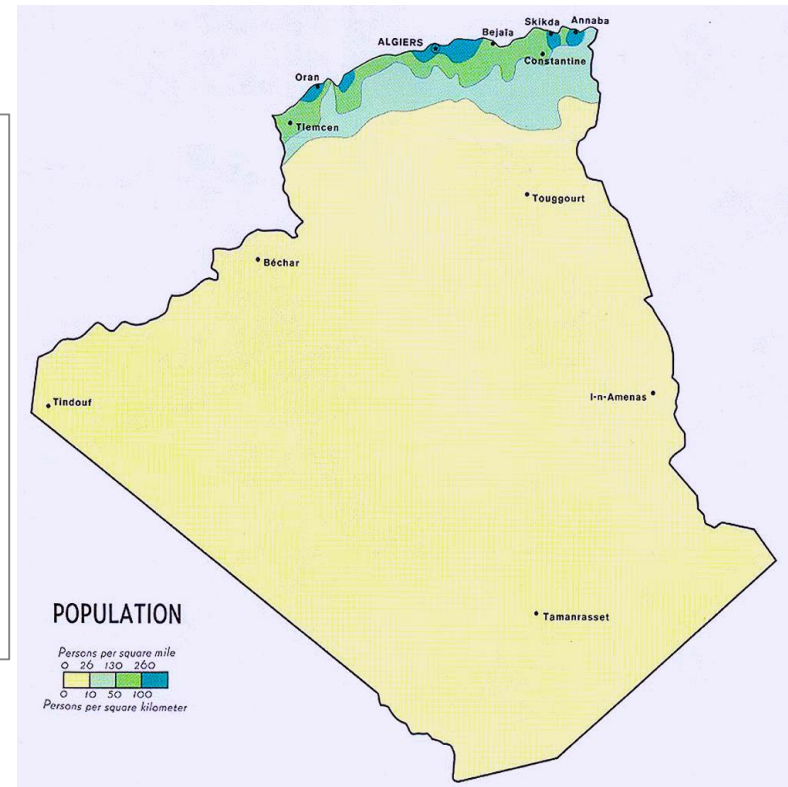 Skikda Annaba
ALGIERS Bejaïa
Constantine
Oran
Tlemcen
Touggourt
Béchar
I-n-Amenas
Tindouf
POPULATION
Tamanrasset
Persons per square mile
0 26 130 260
0 10 50 100
Persons per square kilometer